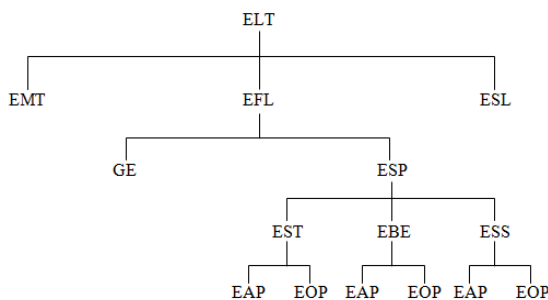 ELT
EMT EFL ESL
GE ESP
EST EBE ESS
EAP EOP EAP EOP EAP EOP